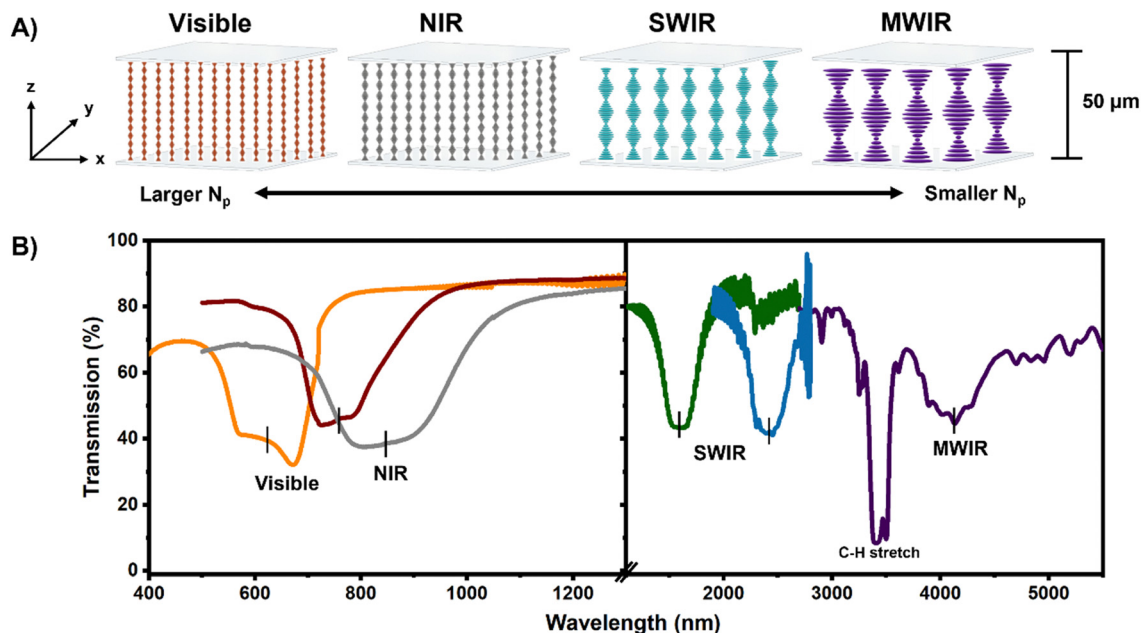 A)
Visible
NIR
SWIR
MWIR
z
y
x
50 μm
Larger Nₚ
Smaller Nₚ
B)
100
80
60
40
20
0
Transmission (%)
Visible
NIR
SWIR
MWIR
C-H stretch
400
600
800
1000
1200
2000
3000
4000
5000
Wavelength (nm)